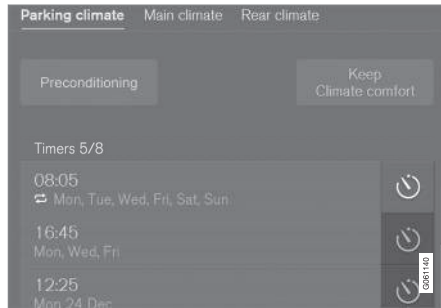 Parking climate Main climate Rear climate
Preconditioning
Keep
Climate comfort
Timers 5/8
08:05
Mon, Tue, Wed, Fri, Sat, Sun
16:45
Mon, Wed, Fri
12:25
Mon 24 Dec
G061140